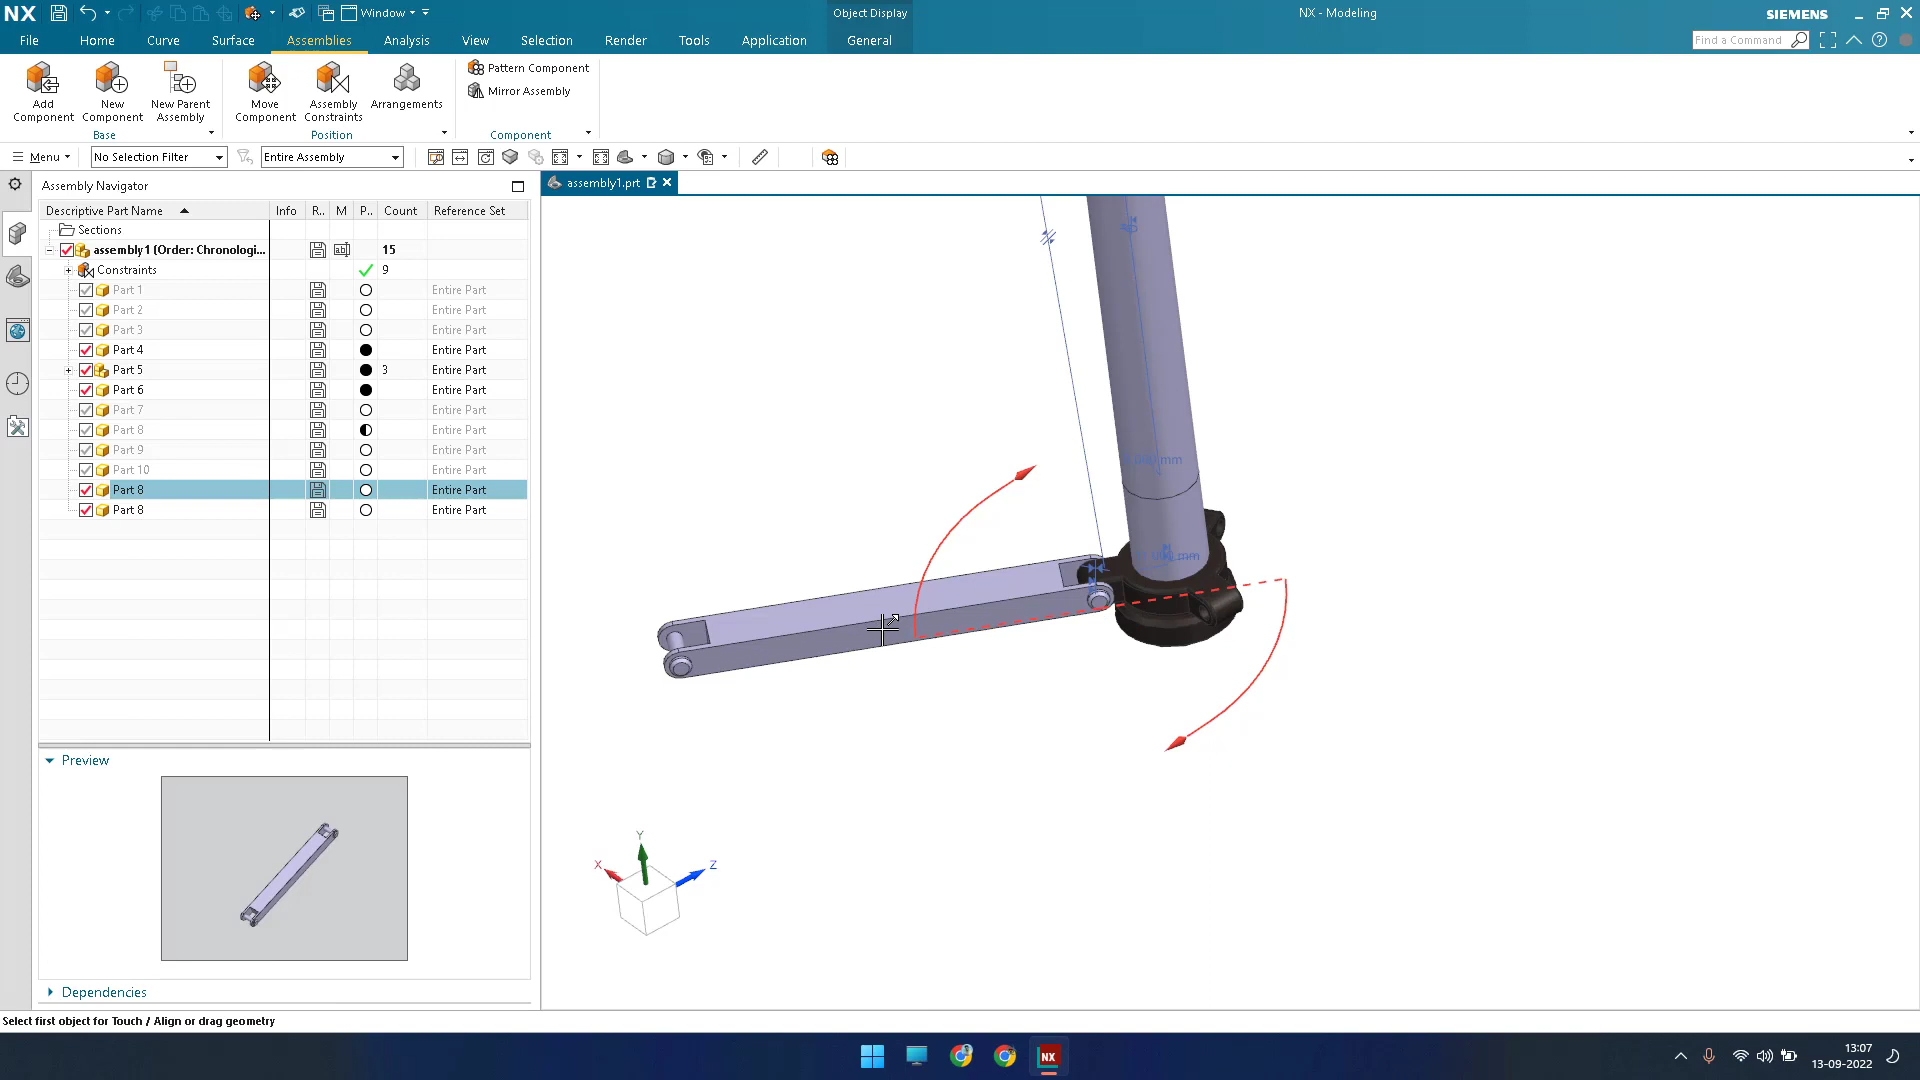 NX Window Object Display NX - Modeling SIEMENS
File Home Curve Surface Assemblies Analysis View Selection Render Tools Application General Find a Command
Add Component
New Component
New Parent Assembly
Base
Move Component
Assembly Constraints
Arrangements
Position
Pattern Component
Mirror Assembly
Component
Menu No Selection Filter Entire Assembly
Assembly Navigator
assembly1.prt
Descriptive Part Name Info R.. M P.. Count Reference Set
Sections
assembly1 (Order: Chronologi... 15
Constraints 9
Part 1 Entire Part
Part 2 Entire Part
Part 3 Entire Part
Part 4 Entire Part
Part 5 3 Entire Part
Part 6 Entire Part
Part 7 Entire Part
Part 8 Entire Part
Part 9 Entire Part
Part 10 Entire Part
Part 8 Entire Part
Part 8 Entire Part
Preview
Y
X
Z
Dependencies
Select first object for Touch / Align or drag geometry
NX
13:07
13-09-2022